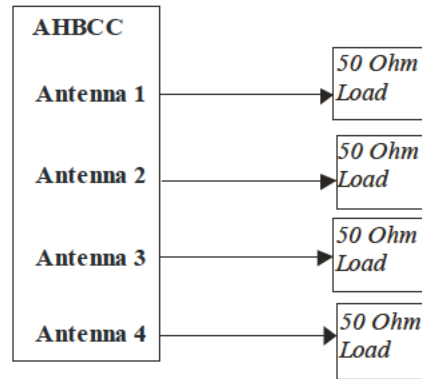 AHBCC
Antenna 1
50 Ohm
Load
Antenna 2
50 Ohm
Load
Antenna 3
50 Ohm
Load
Antenna 4
50 Ohm
Load